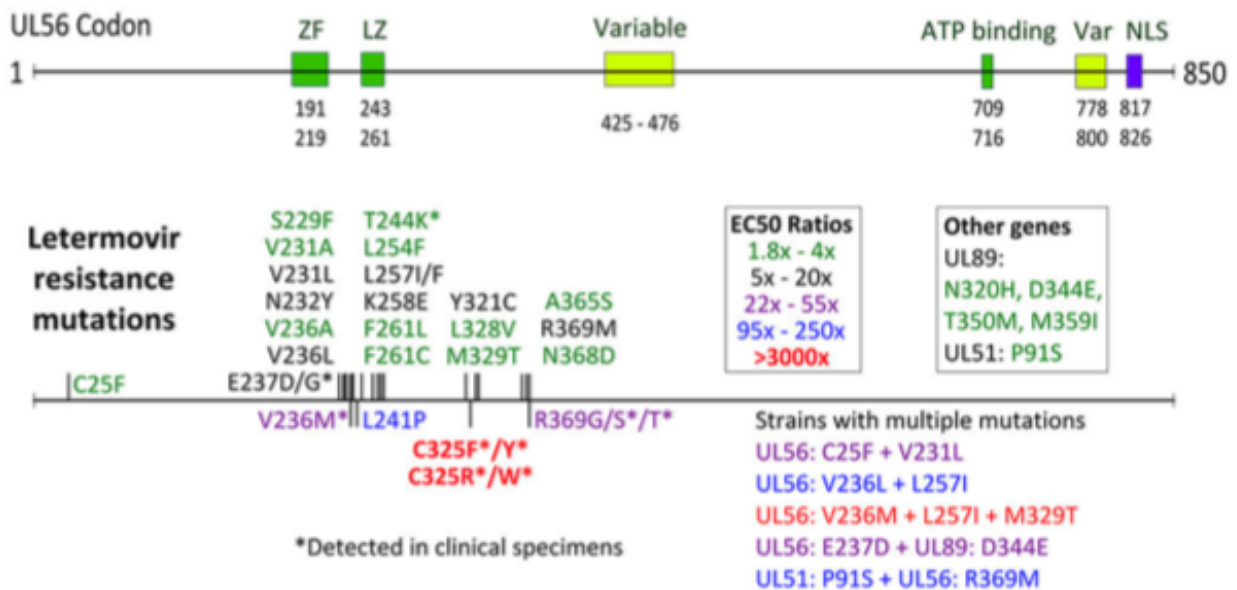 UL56 Codon ZF LZ Variable ATP binding Var NLS
1 850
191 243 425 - 476 709 778 817
219 261 716 800 826
Letermovir
resistance
mutations
S229F T244K*
V231A L254F
V231L L257I/F
N232Y K258E Y321C A365S
V236A F261L L328V R369M
V236L F261C M329T N368D
C25F E237D/G*
V236M* L241P R369G/S*/T*
C325F*/Y*
C325R*/W*
*Detected in clinical specimens
EC50 Ratios
1.8x - 4x
5x - 20x
22x - 55x
95x - 250x
>3000x
Other genes
UL89:
N320H, D344E,
T350M, M359I
UL51: P91S
Strains with multiple mutations
UL56: C25F + V231L
UL56: V236L + L257I
UL56: V236M + L257I + M329T
UL56: E237D + UL89: D344E
UL51: P91S + UL56: R369M